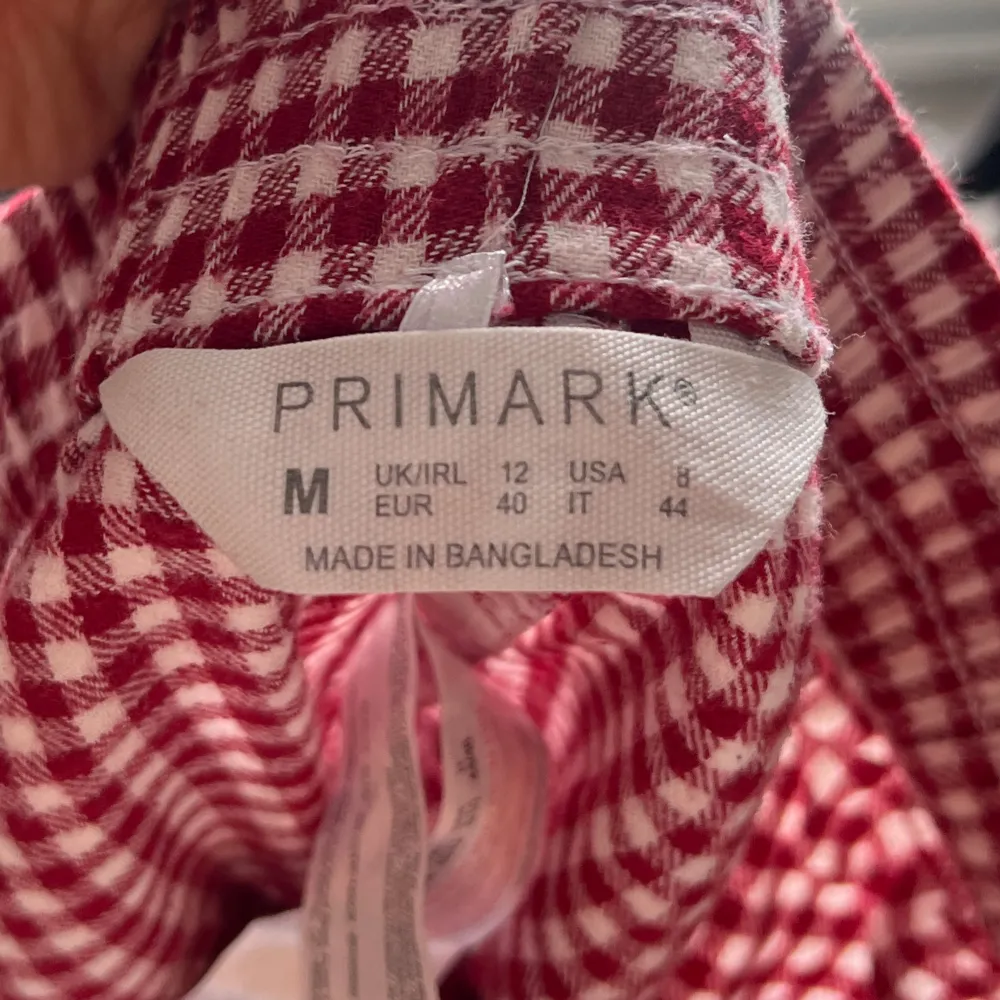 PRIMARK®
M UK/IRL 12 USA 8
EUR 40 IT 44
MADE IN BANGLADESH